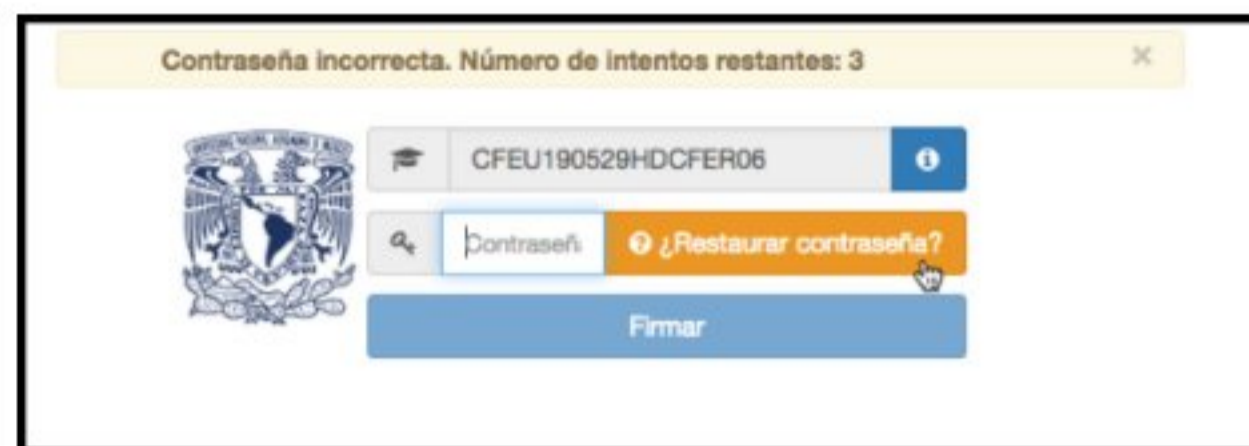 Contraseña incorrecta. Número de intentos restantes: 3
×
CFEU190529HDCFER06
Contraseñ
¿Restaurar contraseña?
Firmar